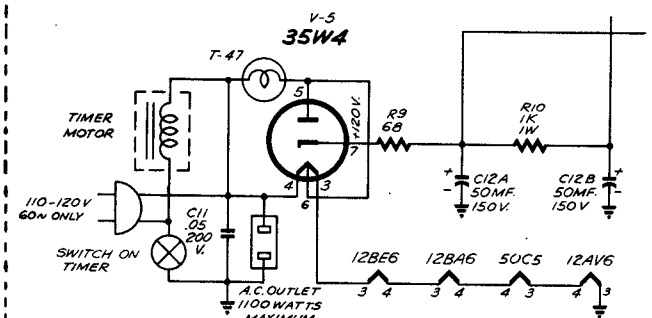 V-5
35W4
T-47
5
TIMER
MOTOR
+120V.
R9
68
R10
1K
1W
7
4
3
6
+
-
C12A
50MF.
150V.
+
-
C12B
50MF.
150V
110-120V
60~ ONLY
C11
.05
200
V.
SWITCH ON
TIMER
A.C. OUTLET
1100 WATTS
MAXIMUM
12BE6
12BA6
50C5
12AV6
3
4
3
4
3
4
4
3